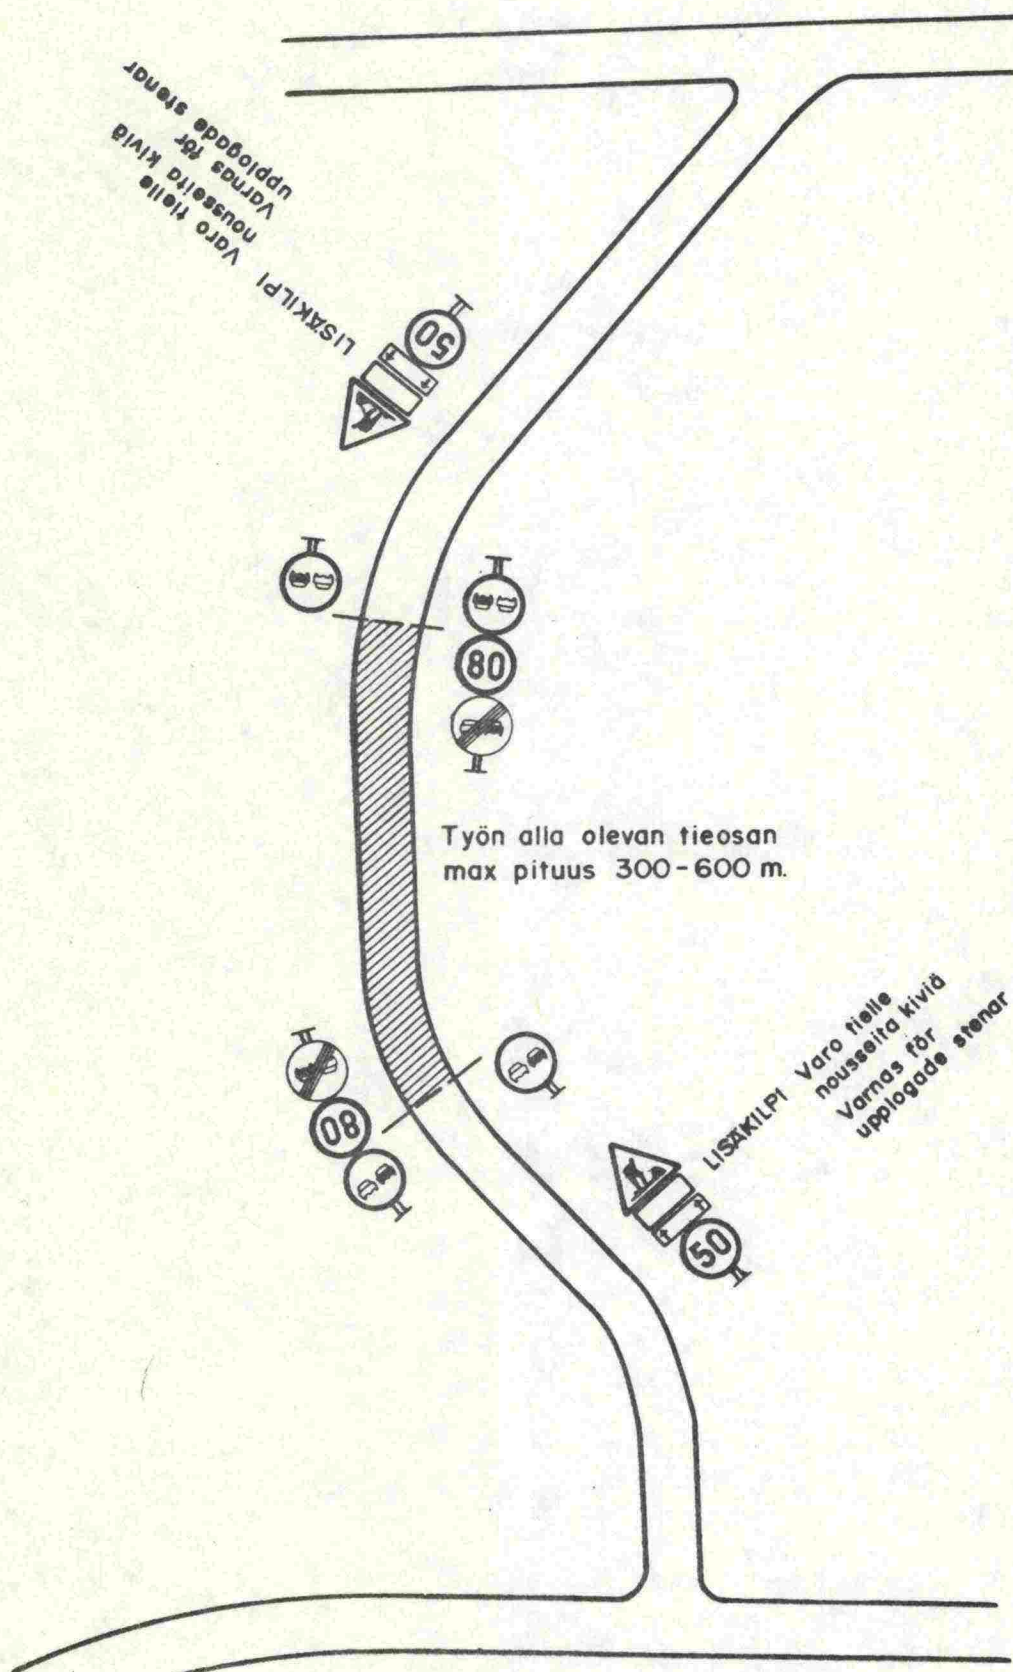 LISÄKILPI Varo tielle
nousseita kiviä
Varnas för
upplogade stenar
50
80
Työn alla olevan tieosan
max pituus 300-600 m.
80
LISÄKILPI Varo tielle
nousseita kiviä
Varnas för
upplogade stenar
50